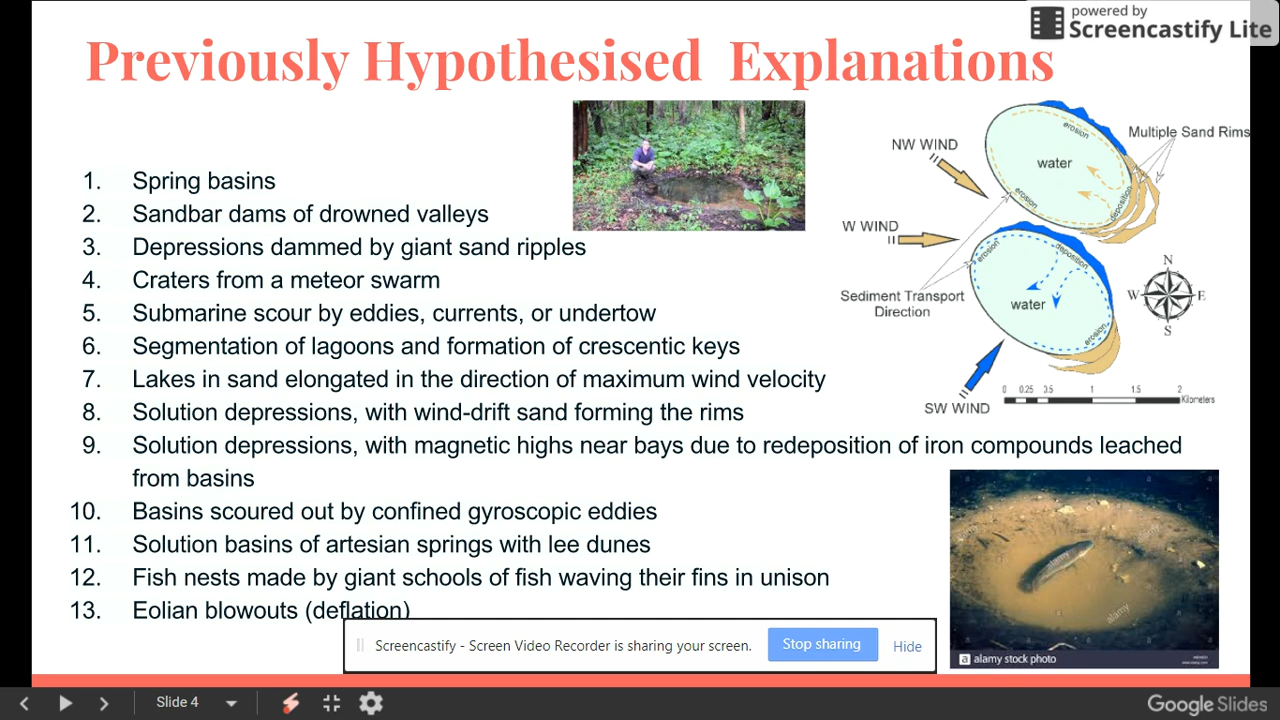 powered by
Screencastify Lite
Previously Hypothesised Explanations
1. Spring basins
2. Sandbar dams of drowned valleys
3. Depressions dammed by giant sand ripples
4. Craters from a meteor swarm
5. Submarine scour by eddies, currents, or undertow
6. Segmentation of lagoons and formation of crescentic keys
7. Lakes in sand elongated in the direction of maximum wind velocity
8. Solution depressions, with wind-drift sand forming the rims
9. Solution depressions, with magnetic highs near bays due to redeposition of iron compounds leached
from basins
10. Basins scoured out by confined gyroscopic eddies
11. Solution basins of artesian springs with lee dunes
12. Fish nests made by giant schools of fish waving their fins in unison
13. Eolian blowouts (deflation)
Multiple Sand Rims
NW WIND
erosion
water
erosion
deposition
W WIND
erosion
deposition
water
erosion
Sediment Transport
Direction
SW WIND
N
W E
S
0 0.25 0.5 1 1.5 2
Kilometers
alamy
alamy
a alamy stock photo
Screencastify - Screen Video Recorder is sharing your screen.
Stop sharing
Hide
Slide 4
Google Slides